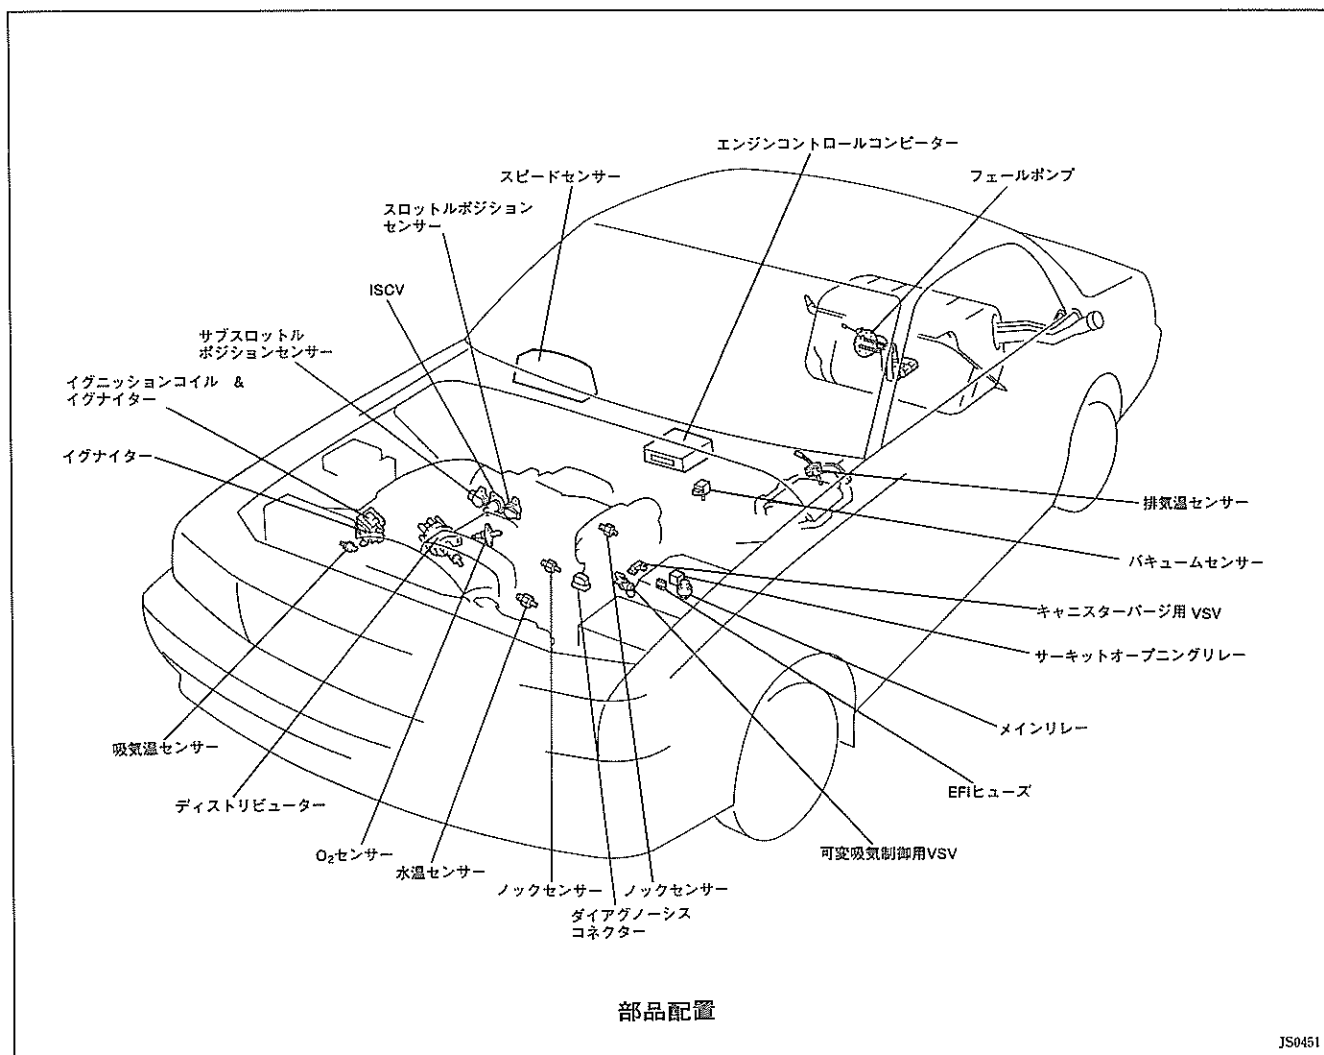 エンジンコントロールコンピーター
スピードセンサー
フェールポンプ
スロットルポジション
センサー
ISCV
サブスロットル
ポジションセンサー
イグニッションコイル &
イグナイター
イグナイター
排気温センサー
バキュームセンサー
キャニスターパージ用 VSV
サーキットオープニングリレー
メインリレー
EFIヒューズ
可変吸気制御用VSV
吸気温センサー
ディストリビューター
O₂センサー
水温センサー
ノックセンサー
ノックセンサー
ダイアグノーシス
コネクター
部品配置
JS0451